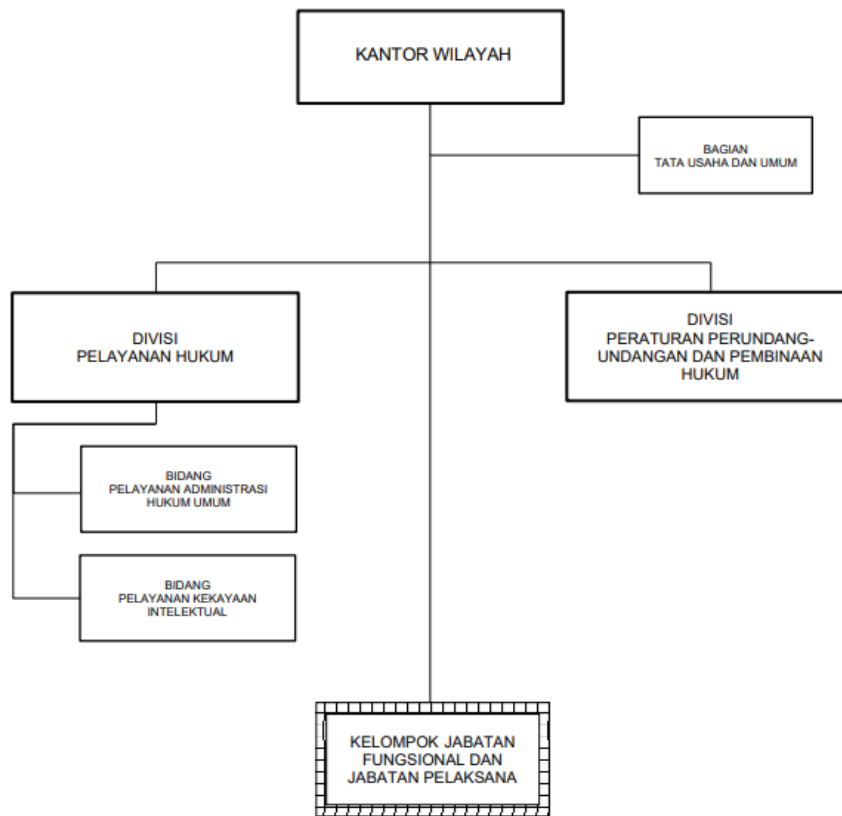 KANTOR WILAYAH
BAGIAN
TATA USAHA DAN UMUM
DIVISI
PELAYANAN HUKUM
DIVISI
PERATURAN PERUNDANG-
UNDANGAN DAN PEMBINAAN
HUKUM
BIDANG
PELAYANAN ADMINISTRASI
HUKUM UMUM
BIDANG
PELAYANAN KEKAYAAN
INTELEKTUAL
KELOMPOK JABATAN
FUNGSIONAL DAN
JABATAN PELAKSANA